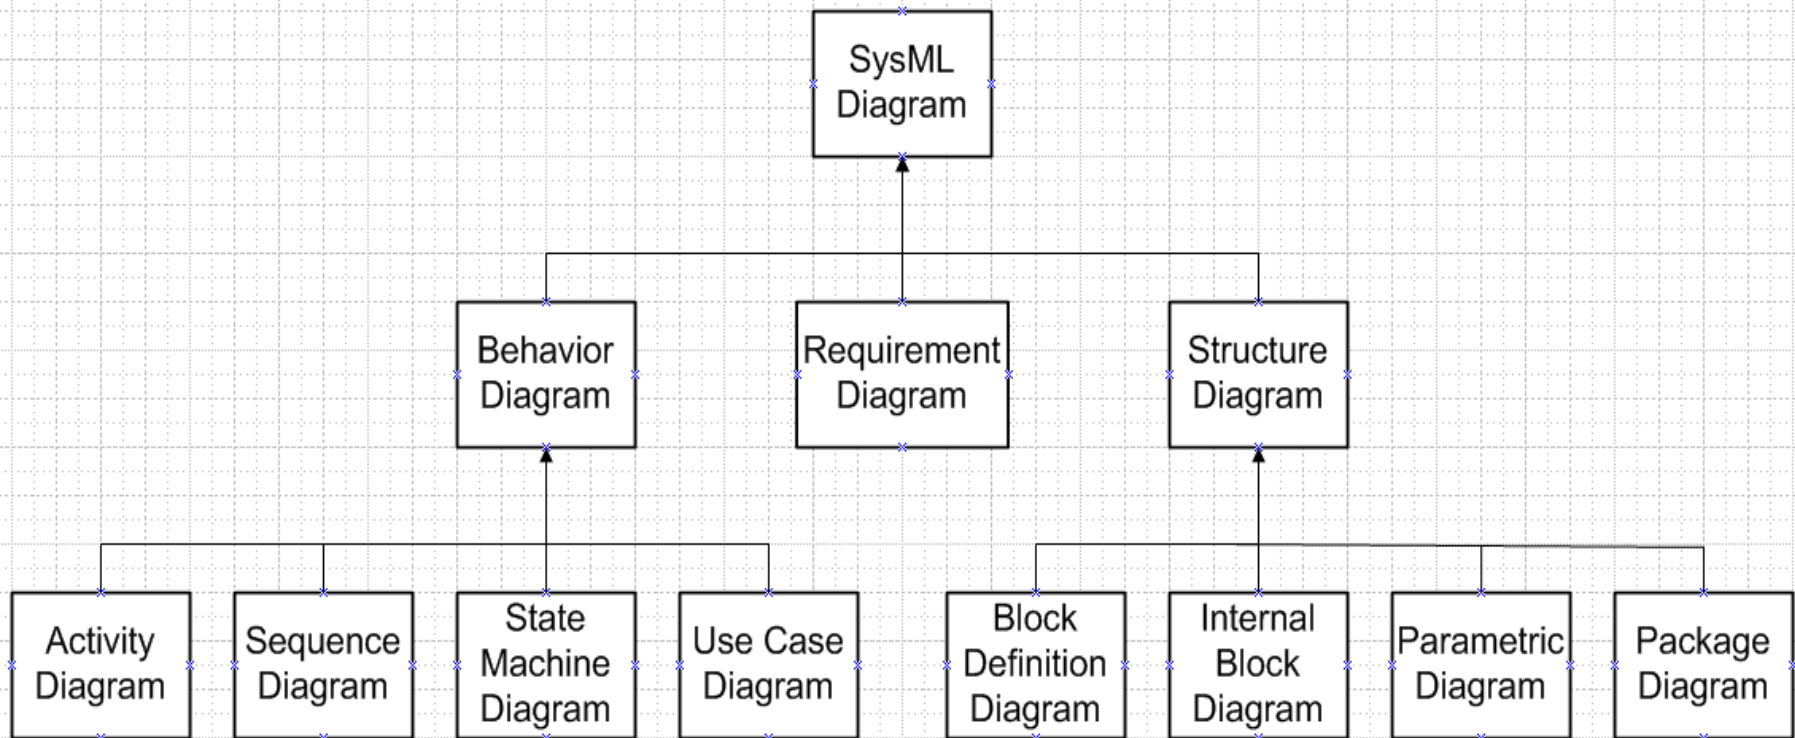 SysML
Diagram
Behavior
Diagram
Requirement
Diagram
Structure
Diagram
Activity
Diagram
Sequence
Diagram
State
Machine
Diagram
Use Case
Diagram
Block
Definition
Diagram
Internal
Block
Diagram
Parametric
Diagram
Package
Diagram